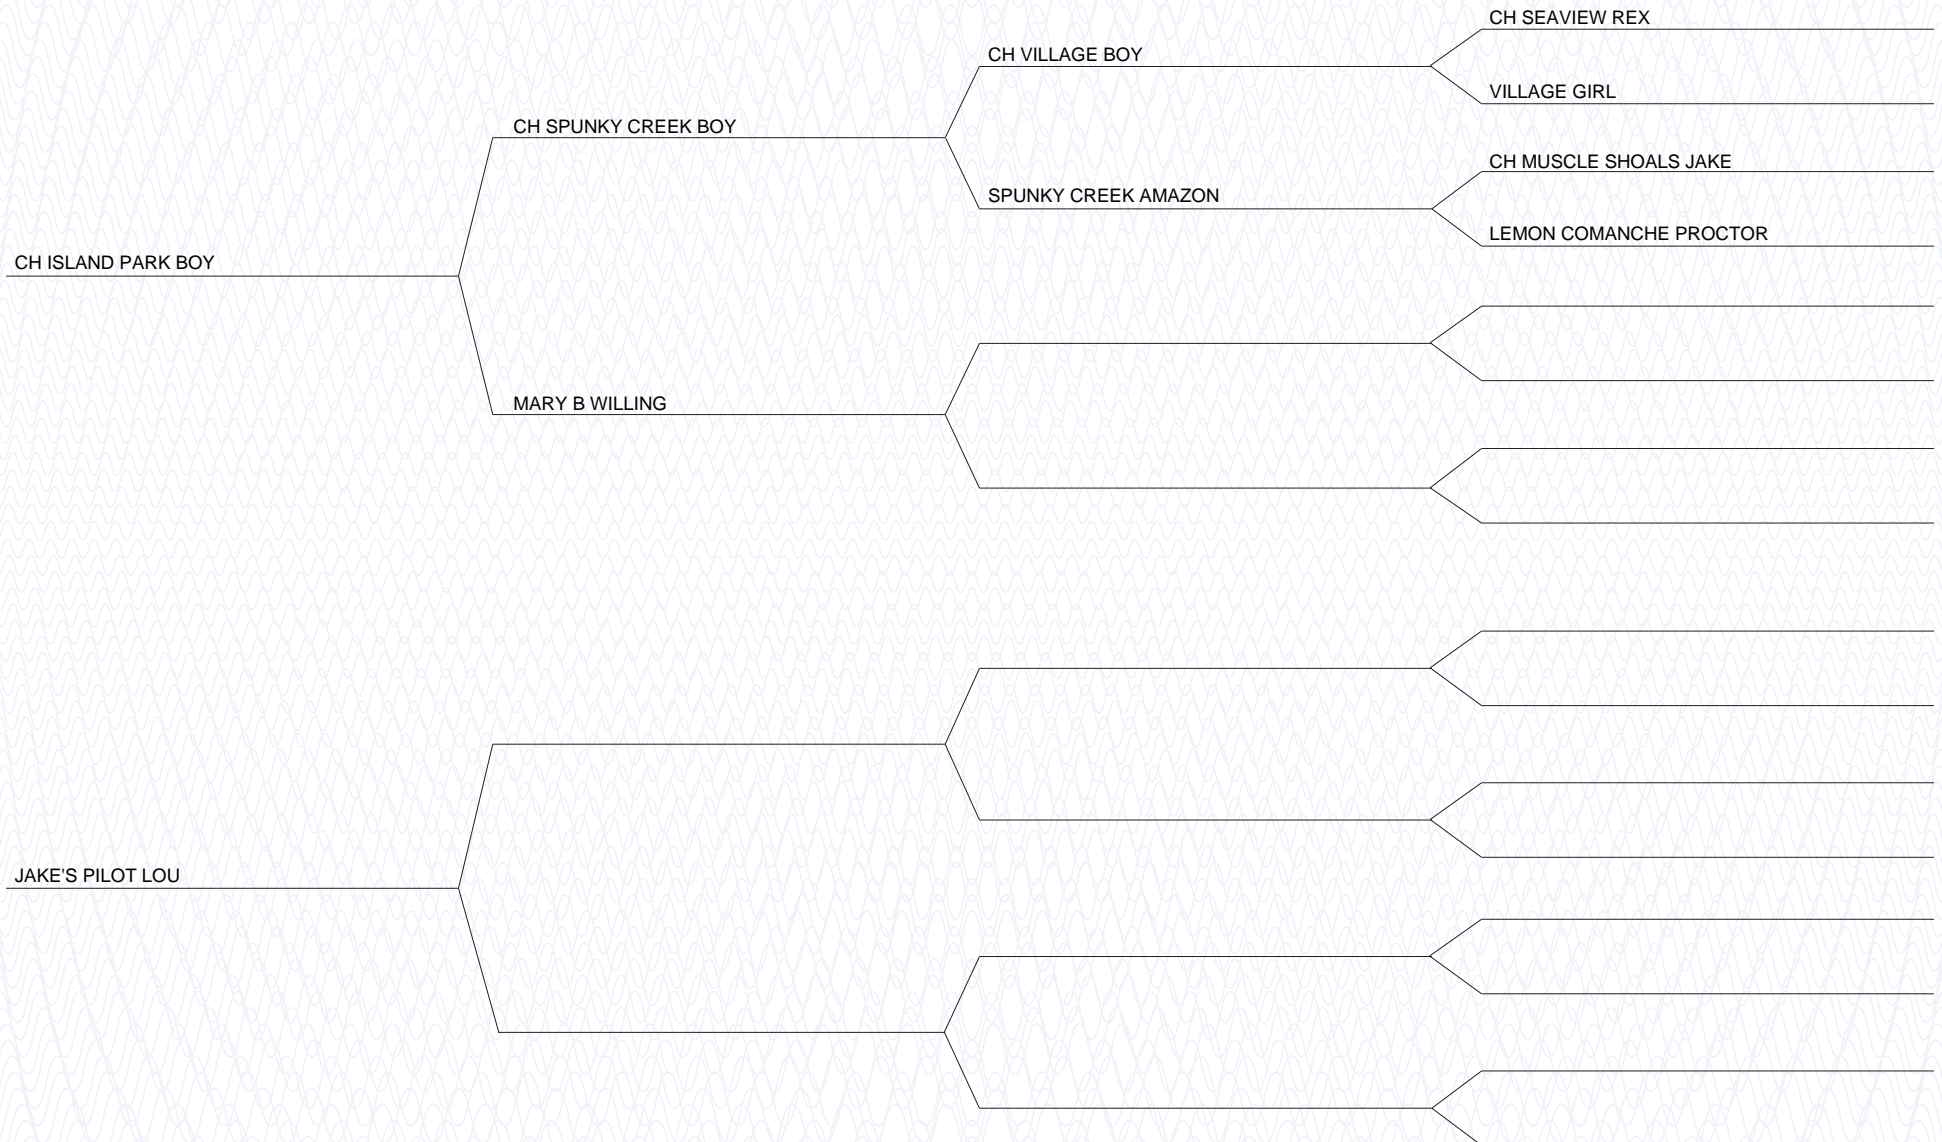 CH SEAVIEW REX
CH VILLAGE BOY
VILLAGE GIRL
CH SPUNKY CREEK BOY
CH MUSCLE SHOALS JAKE
SPUNKY CREEK AMAZON
LEMON COMANCHE PROCTOR
CH ISLAND PARK BOY
MARY B WILLING
JAKE'S PILOT LOU